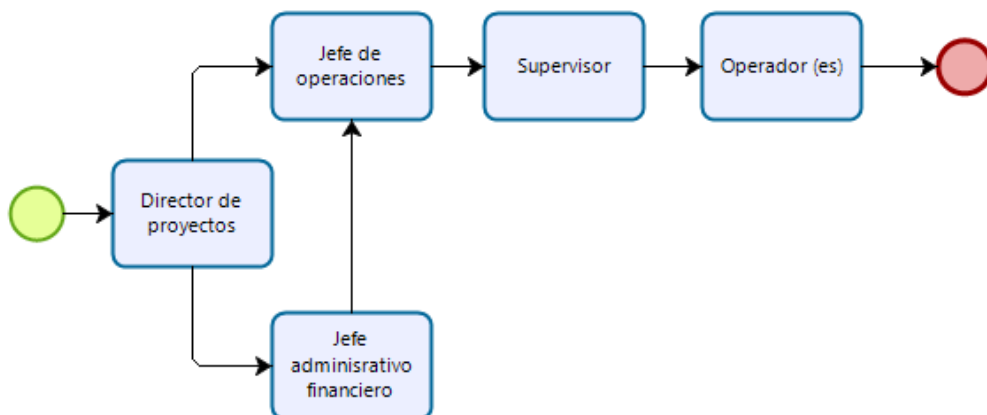 Jefe de
operaciones
Supervisor
Operador (es)
Director de
proyectos
Jefe
adminisrativo
financiero